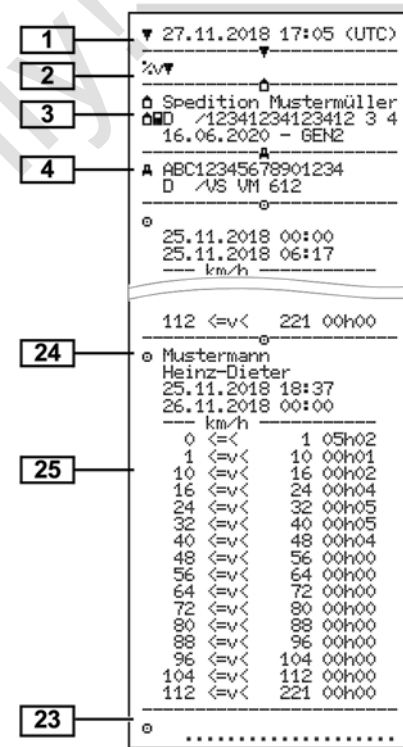 1
▼ 27.11.2018 17:05 (UTC)
2
%v▼
Spedition Mustermüller
3
D /12341234123412 3 4
16.06.2020 - GEN2
4
A ABC12345678901234
D /VS VM 612
25.11.2018 00:00
25.11.2018 06:17
--- km/h ---
112 <=v< 221 00h00
24
Mustermann
Heinz-Dieter
25.11.2018 18:37
26.11.2018 00:00
--- km/h ---
0 <=< 1 05h02
1 <=v< 10 00h01
25
10 <=v< 16 00h02
16 <=v< 24 00h04
24 <=v< 32 00h05
32 <=v< 40 00h05
40 <=v< 48 00h04
48 <=v< 56 00h00
56 <=v< 64 00h00
64 <=v< 72 00h00
72 <=v< 80 00h00
80 <=v< 88 00h00
88 <=v< 96 00h00
96 <=v< 104 00h00
104 <=v< 112 00h00
112 <=v< 221 00h00
23
....................